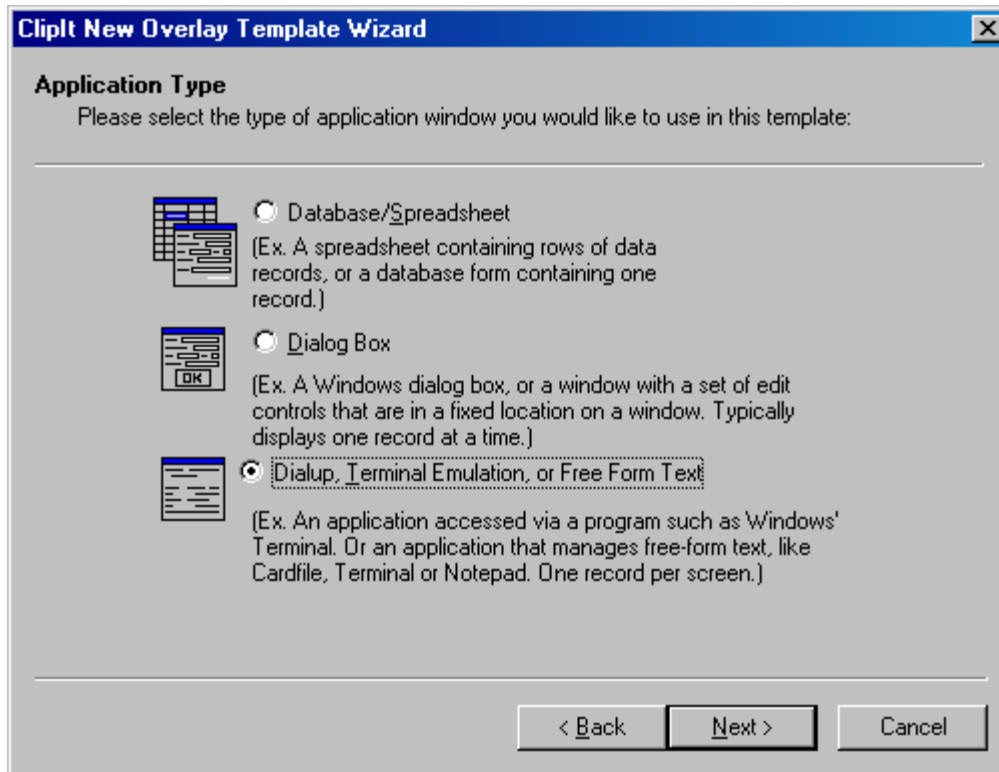 ClipIt New Overlay Template Wizard
Application Type
Please select the type of application window you would like to use in this template:
Database/Spreadsheet
(Ex. A spreadsheet containing rows of data
records, or a database form containing one
record.)
Dialog Box
OK
(Ex. A Windows dialog box, or a window with a set of edit
controls that are in a fixed location on a window. Typically
displays one record at a time.)
Dialup, Terminal Emulation, or Free Form Text
(Ex. An application accessed via a program such as Windows'
Terminal. Or an application that manages free-form text, like
Cardfile, Terminal or Notepad. One record per screen.)
< Back Next > Cancel